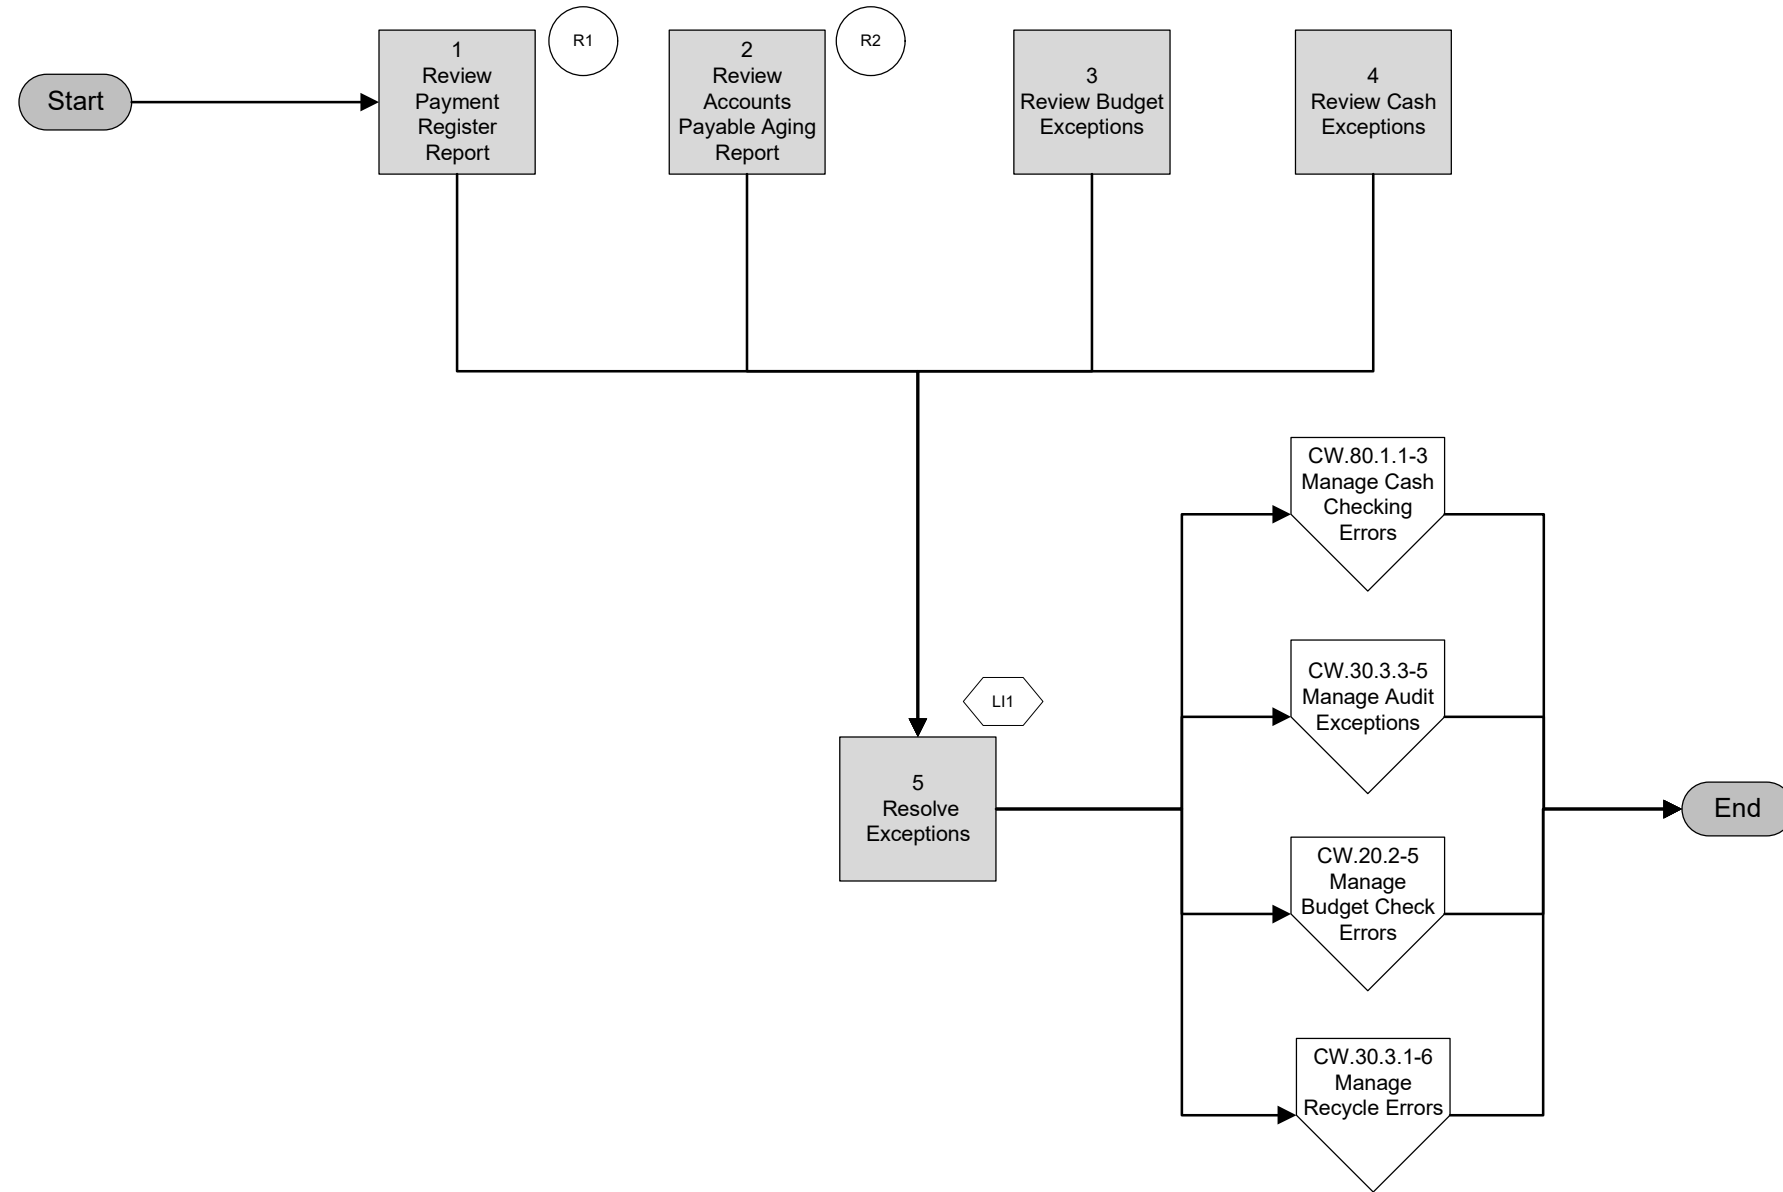 Start
1
Review
Payment
Register
Report
R1
2
Review
Accounts
Payable Aging
Report
R2
3
Review Budget
Exceptions
4
Review Cash
Exceptions
CW.80.1.1-3
Manage Cash
Checking
Errors
CW.30.3.3-5
Manage Audit
Exceptions
LI1
5
Resolve
Exceptions
End
CW.20.2-5
Manage
Budget Check
Errors
CW.30.3.1-6
Manage
Recycle Errors